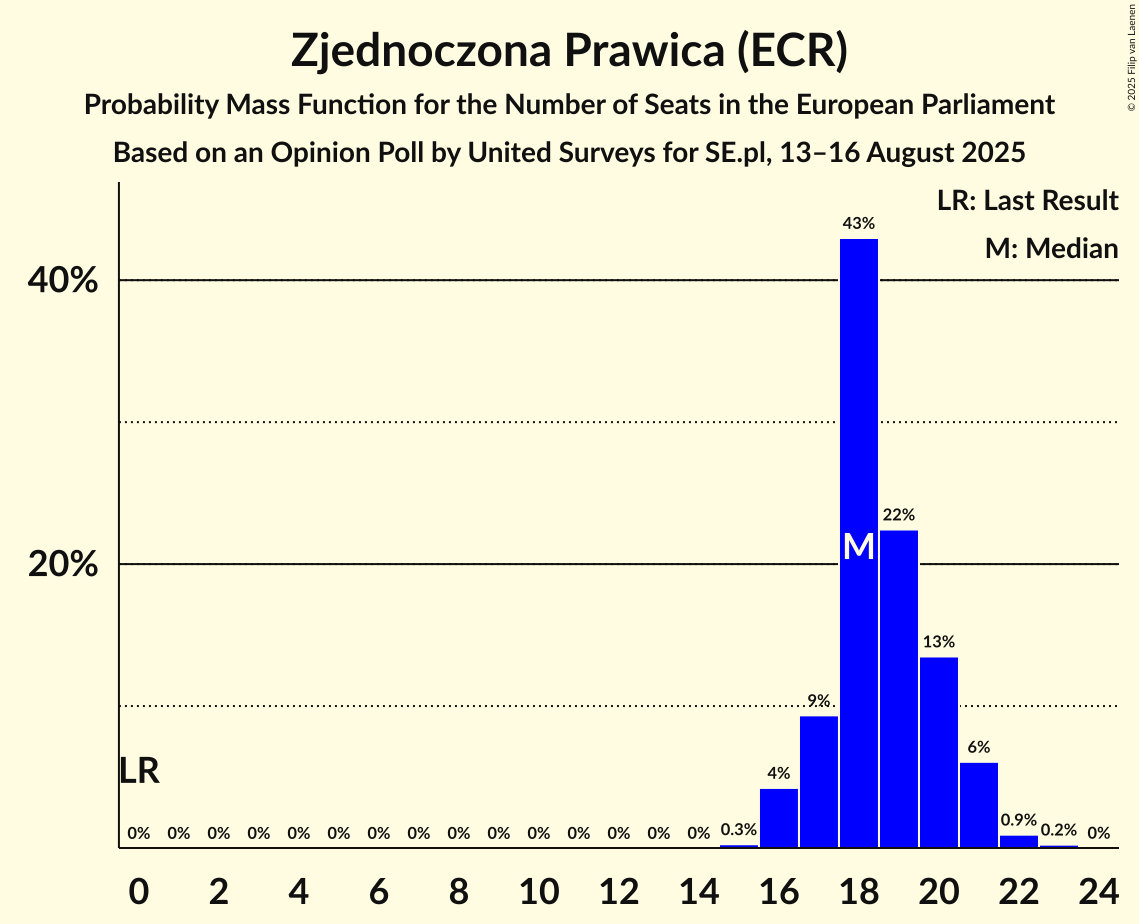 Zjednoczona Prawica (ECR)
Probability Mass Function for the Number of Seats in the European Parliament
Based on an Opinion Poll by United Surveys for SE.pl, 13–16 August 2025
© 2025 Filip van Laenen
LR: Last Result
M: Median
43%
40%
22%
M
20%
13%
9%
6%
LR
4%
0% 0% 0% 0% 0% 0% 0% 0% 0% 0% 0% 0% 0% 0% 0% 0.3% 0.9% 0.2% 0%
0 2 4 6 8 10 12 14 16 18 20 22 24